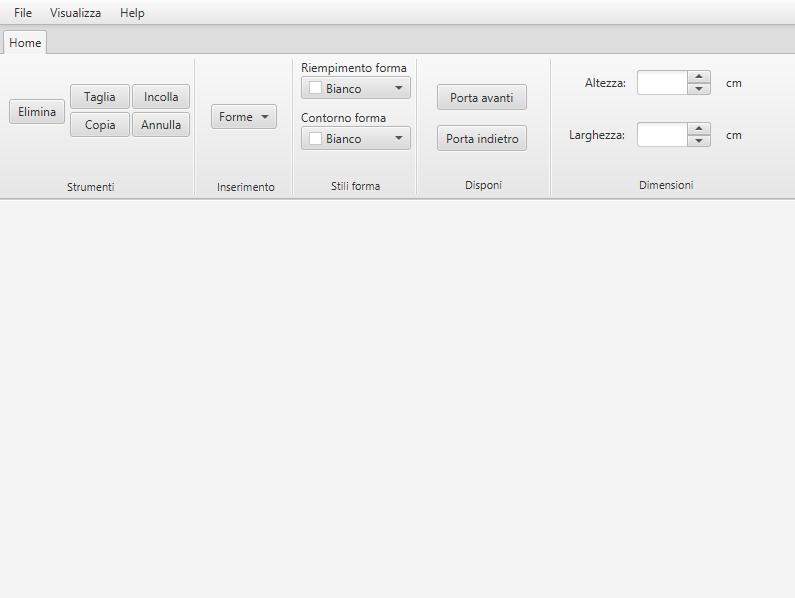 File Visualizza Help
Home
Elimina
Taglia Incolla
Copia Annulla
Strumenti
Forme
Inserimento
Riempimento forma
Bianco
Contorno forma
Bianco
Stili forma
Porta avanti
Porta indietro
Disponi
Altezza: cm
Larghezza: cm
Dimensioni